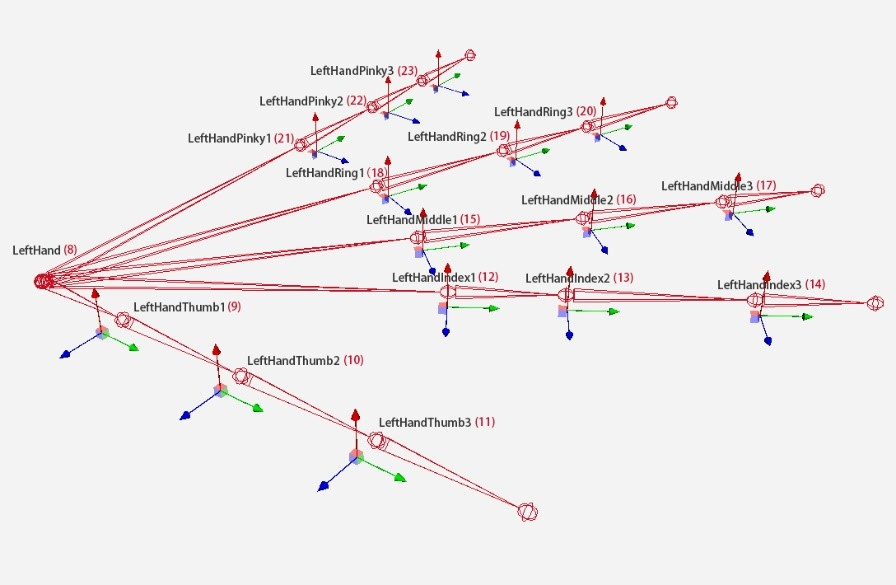 LeftHandPinky3 (23)
LeftHandPinky2 (22)
LeftHandRing3 (20)
LeftHandPinky1 (21)
LeftHandRing2 (19)
LeftHandRing1 (18)
LeftHandMiddle3 (17)
LeftHandMiddle2 (16)
LeftHandMiddle1 (15)
LeftHand (8)
LeftHandIndex1 (12)
LeftHandIndex2 (13)
LeftHandIndex3 (14)
LeftHandThumb1 (9)
LeftHandThumb2 (10)
LeftHandThumb3 (11)